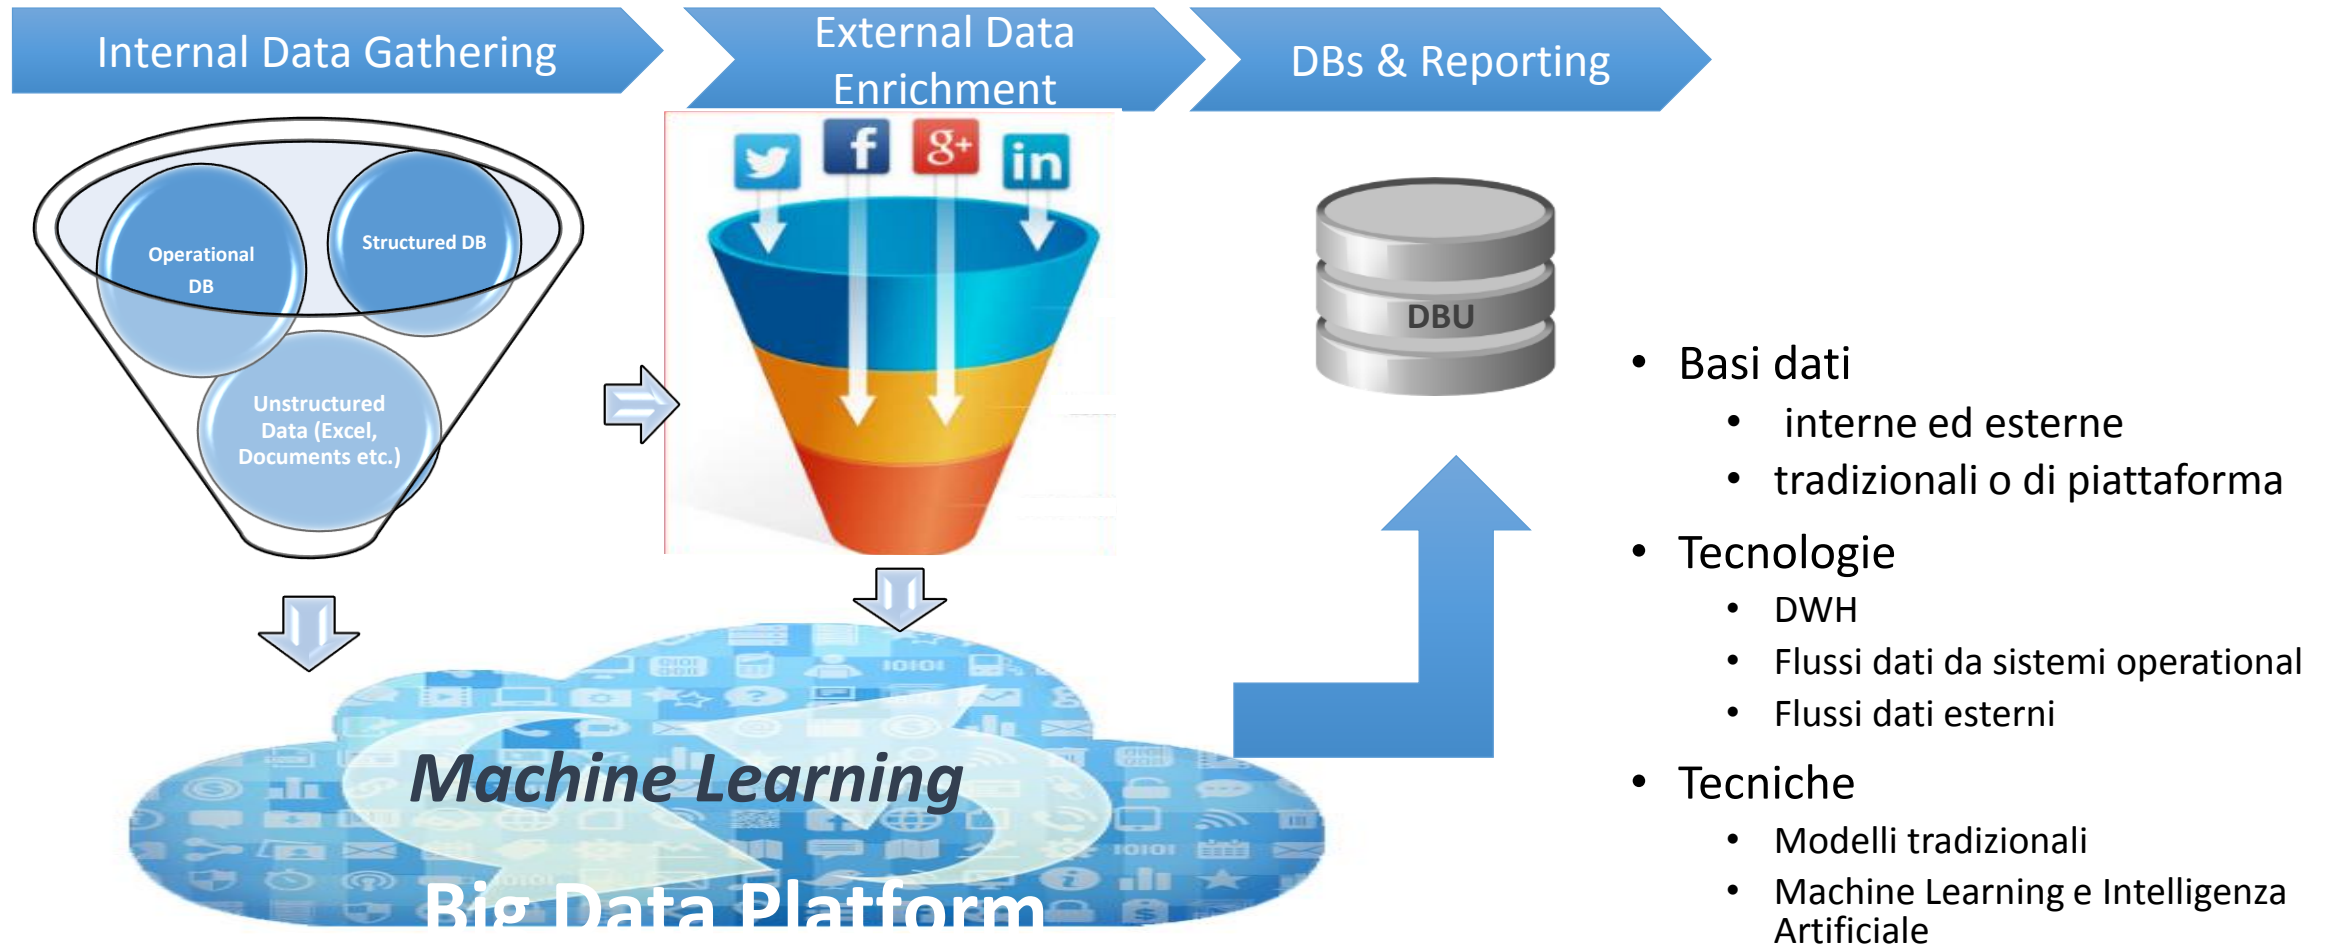 Internal Data Gathering
External Data
Enrichment
DBs & Reporting
Operational
DB
Structured DB
Unstructured
Data (Excel,
Documents etc.)
g+
in
DBU
Machine Learning
Big Data Platform
• Basi dati
• interne ed esterne
• tradizionali o di piattaforma
• Tecnologie
• DWH
• Flussi dati da sistemi operational
• Flussi dati esterni
• Tecniche
• Modelli tradizionali
• Machine Learning e Intelligenza
Artificiale